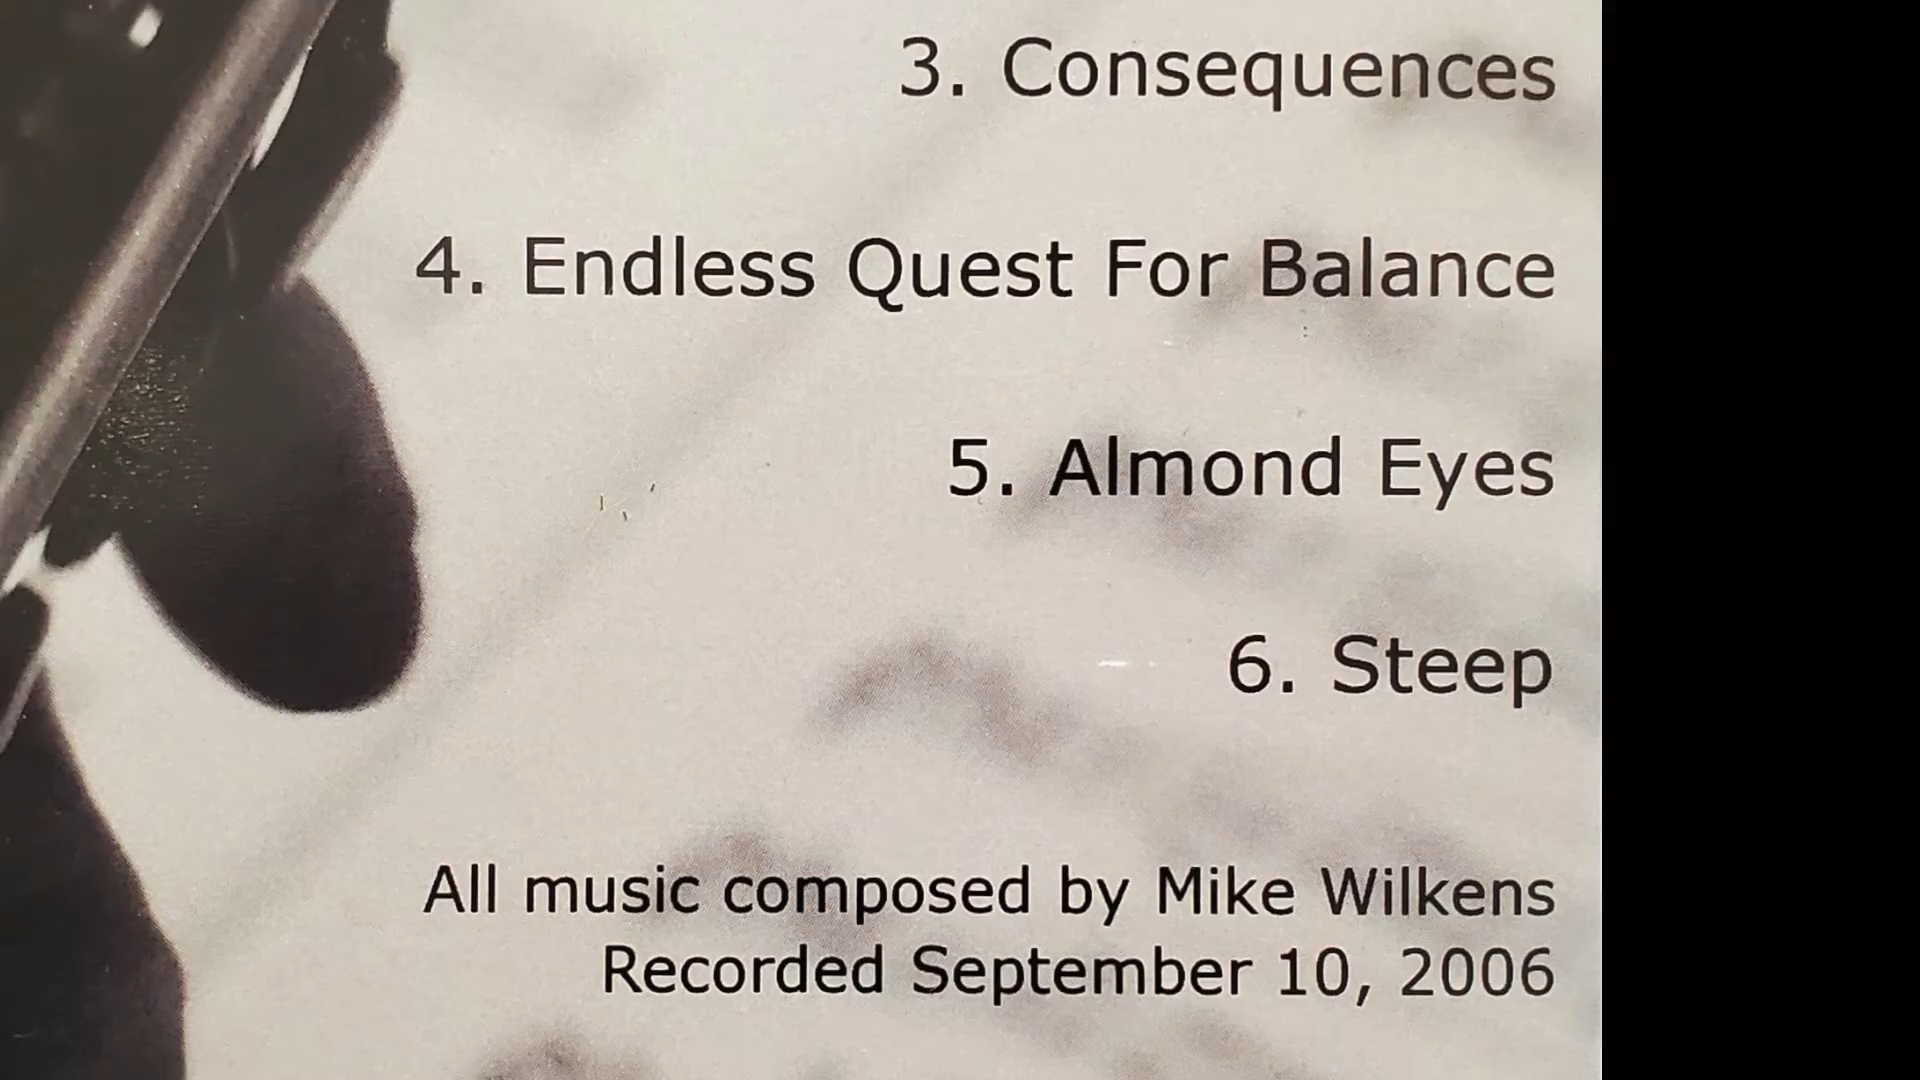 3. Consequences
4. Endless Quest For Balance
5. Almond Eyes
6. Steep
All music composed by Mike Wilkens
Recorded September 10, 2006